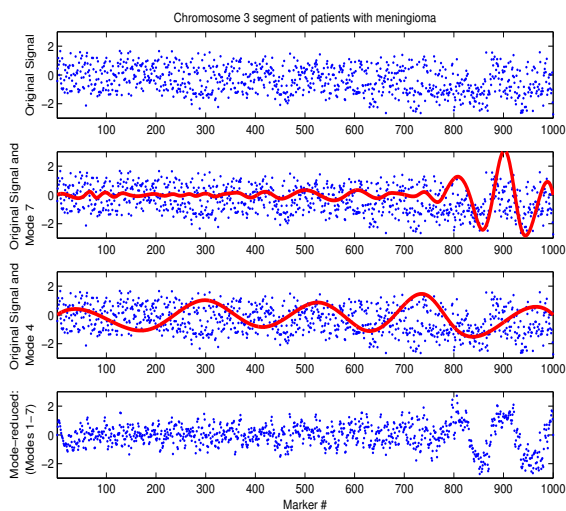 Chromosome 3 segment of patients with meningioma
Original Signal
2
0
−2
100 200 300 400 500 600 700 800 900 1000
Original Signal and
Mode 7
2
0
−2
100 200 300 400 500 600 700 800 900 1000
Original Signal and
Mode 4
2
0
−2
100 200 300 400 500 600 700 800 900 1000
Mode−reduced:
(Modes 1−7)
2
0
−2
100 200 300 400 500 600 700 800 900 1000
Marker #